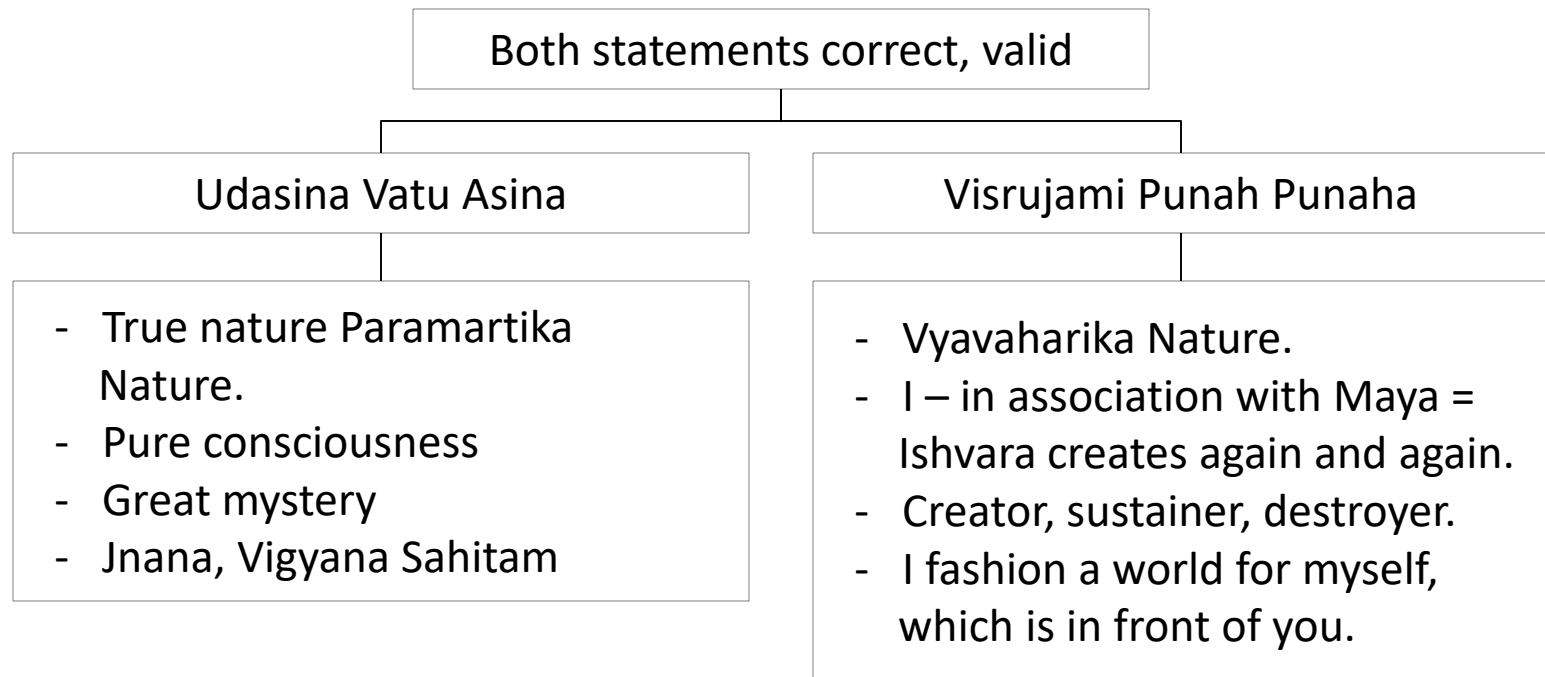 Both statements correct, valid
Udasina Vatu Asina
- True nature Paramartika
Nature.
- Pure consciousness
- Great mystery
- Jnana, Vigyana Sahitam
Visrujami Punah Punaha
- Vyavaharika Nature.
- I – in association with Maya =
Ishvara creates again and again.
- Creator, sustainer, destroyer.
- I fashion a world for myself,
which is in front of you.